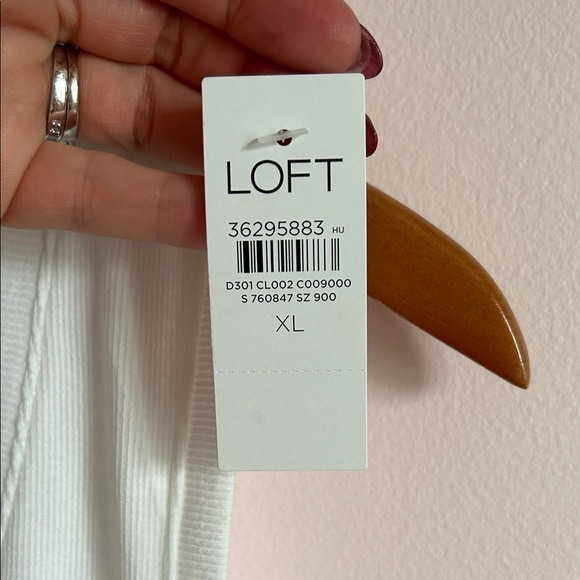 LOFT
36295883 HU
D301 CL002 C009000
S 760847 SZ 900
XL